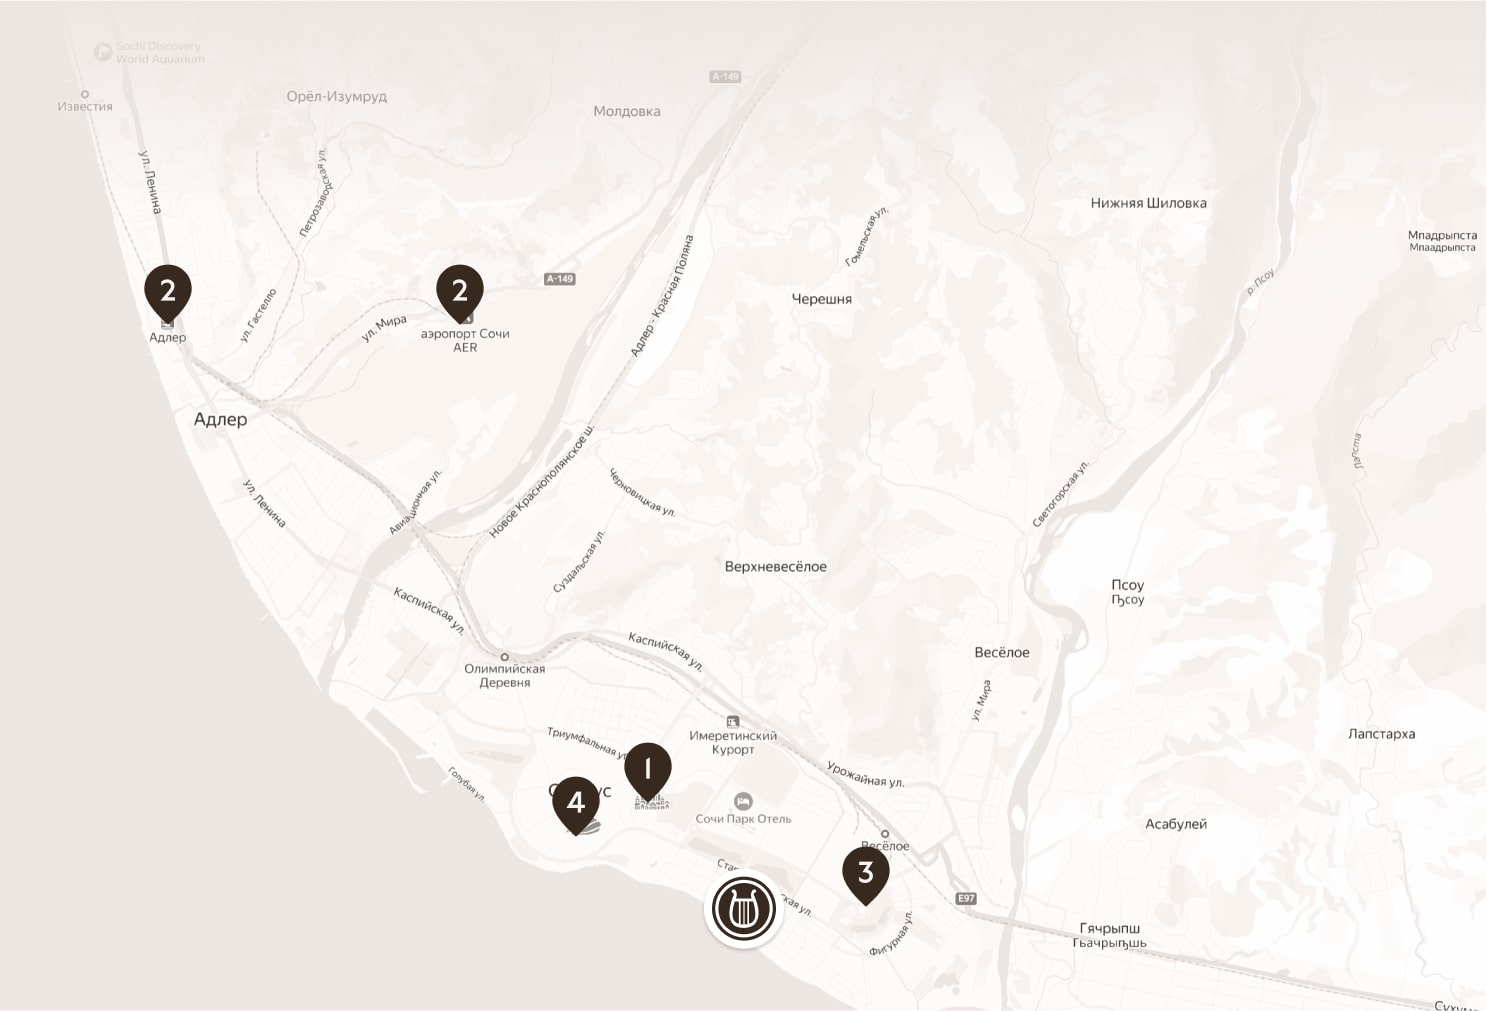 Sochi Discovery
World Aquarium
Известия
Орёл-Изумруд
Молдовка
А-149
ул. Ленина
Петрозаводская ул.
Нижняя Шиловка
Гомельская ул.
Мпадрыпста
Мпаадрыпста
р. Псоу
2
Адлер
2
аэропорт Сочи
AER
А-149
ул. Гастелло
ул. Мира
Адлер - Красная Поляна
Черешня
Адлер
ул. Ленина
Авиационная ул.
Новое Краснополянское ш.
Черновицкая ул.
Суздальская ул.
Светогорская ул.
Лапста
Верхневесёлое
Псоу
Ҧсоу
Каспийская ул.
Каспийская ул.
Олимпийская
Деревня
Весёлое
ул. Мира
Имеретинский
Курорт
Триумфальная ул
Лапстарха
1
Голубая ул.
4
Урожайная ул.
Сочи Парк Отель
Асабулей
Весёлое
3
Е97
Фигурная ул.
Гячрыпш
Гьачрыҧшь